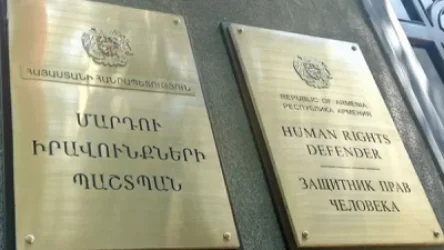 ՀԱՅԱՍՏԱՆԻ ՀԱՆՐԱՊԵՏՈՒԹՅՈՒՆ
ՄԱՐԴՈՒ
ԻՐԱՎՈՒՆՔՆԵՐԻ
ՊԱՇՏՊԱՆ
REPUBLIC OF ARMENIA
РЕСПУБЛИКА АРМЕНИЯ
HUMAN RIGHTS
DEFENDER
ЗАЩИТНИК ПРАВ
ЧЕЛОВЕКА